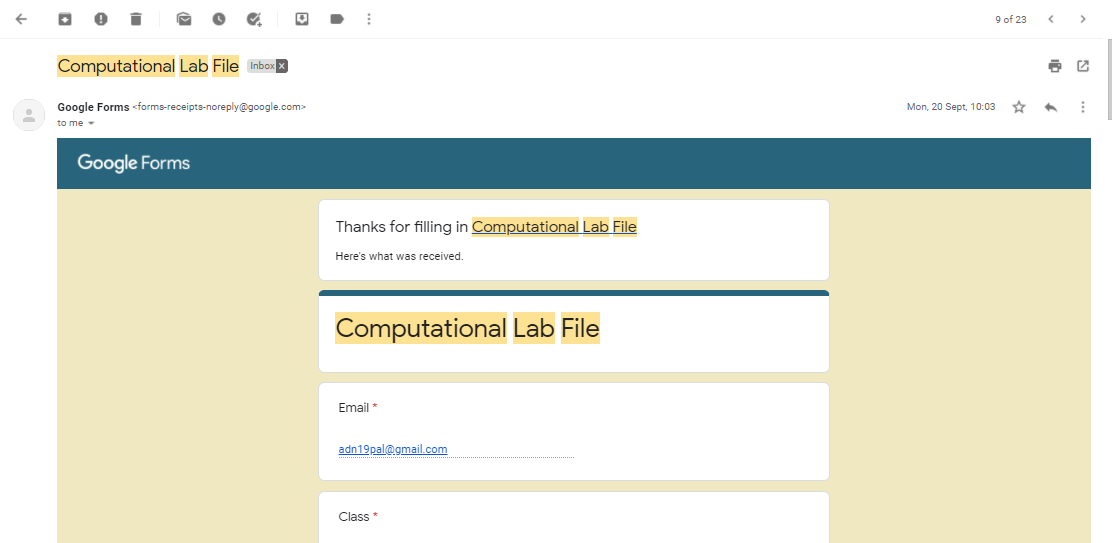 9 of 23
Computational Lab File Inbox x
Google Forms <forms-receipts-noreply@google.com>
Mon, 20 Sept, 10:03
to me
Google Forms
Thanks for filling in Computational Lab File
Here's what was received.
Computational Lab File
Email *
adn19pal@gmail.com
Class *